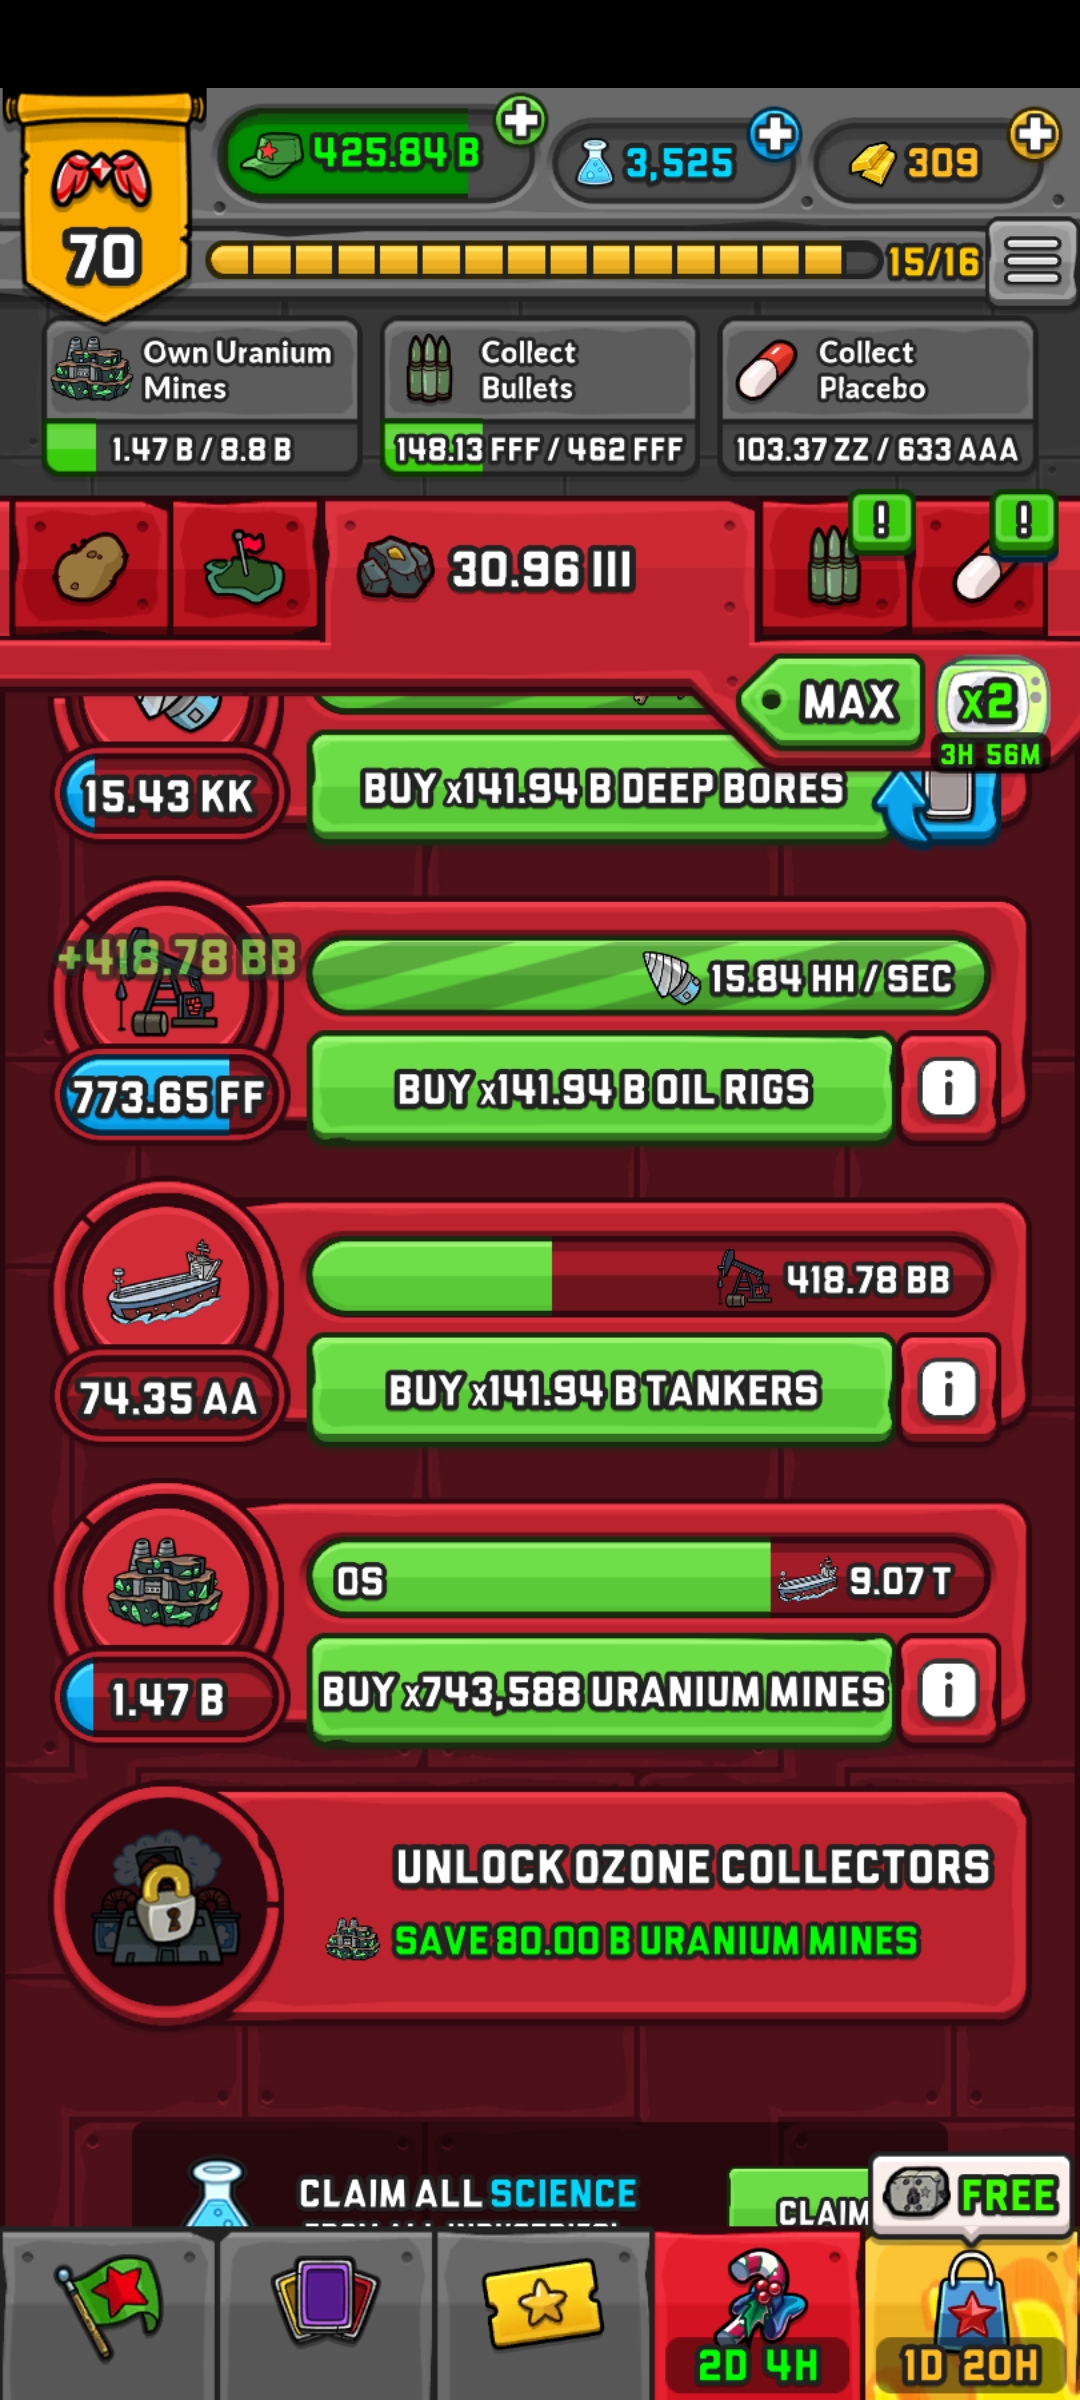 425.84 B
3,525
309
70
15/16
Own Uranium
Mines
1.47 B / 8.8 B
Collect
Bullets
148.13 FFF / 462 FFF
Collect
Placebo
103.37 ZZ / 633 AAA
30.96 III
!
!
MAX
x2
3H 56M
15.43 KK
BUY x141.94 B DEEP BORES
+418.78 BB
15.84 HH / SEC
773.65 FF
BUY x141.94 B OIL RIGS
i
418.78 BB
74.35 AA
BUY x141.94 B TANKERS
i
0S
9.07 T
1.47 B
BUY x743,588 URANIUM MINES
i
UNLOCK OZONE COLLECTORS
SAVE 80.00 B URANIUM MINES
CLAIM ALL SCIENCE
CLAIM
FREE
2D 4H
1D 20H